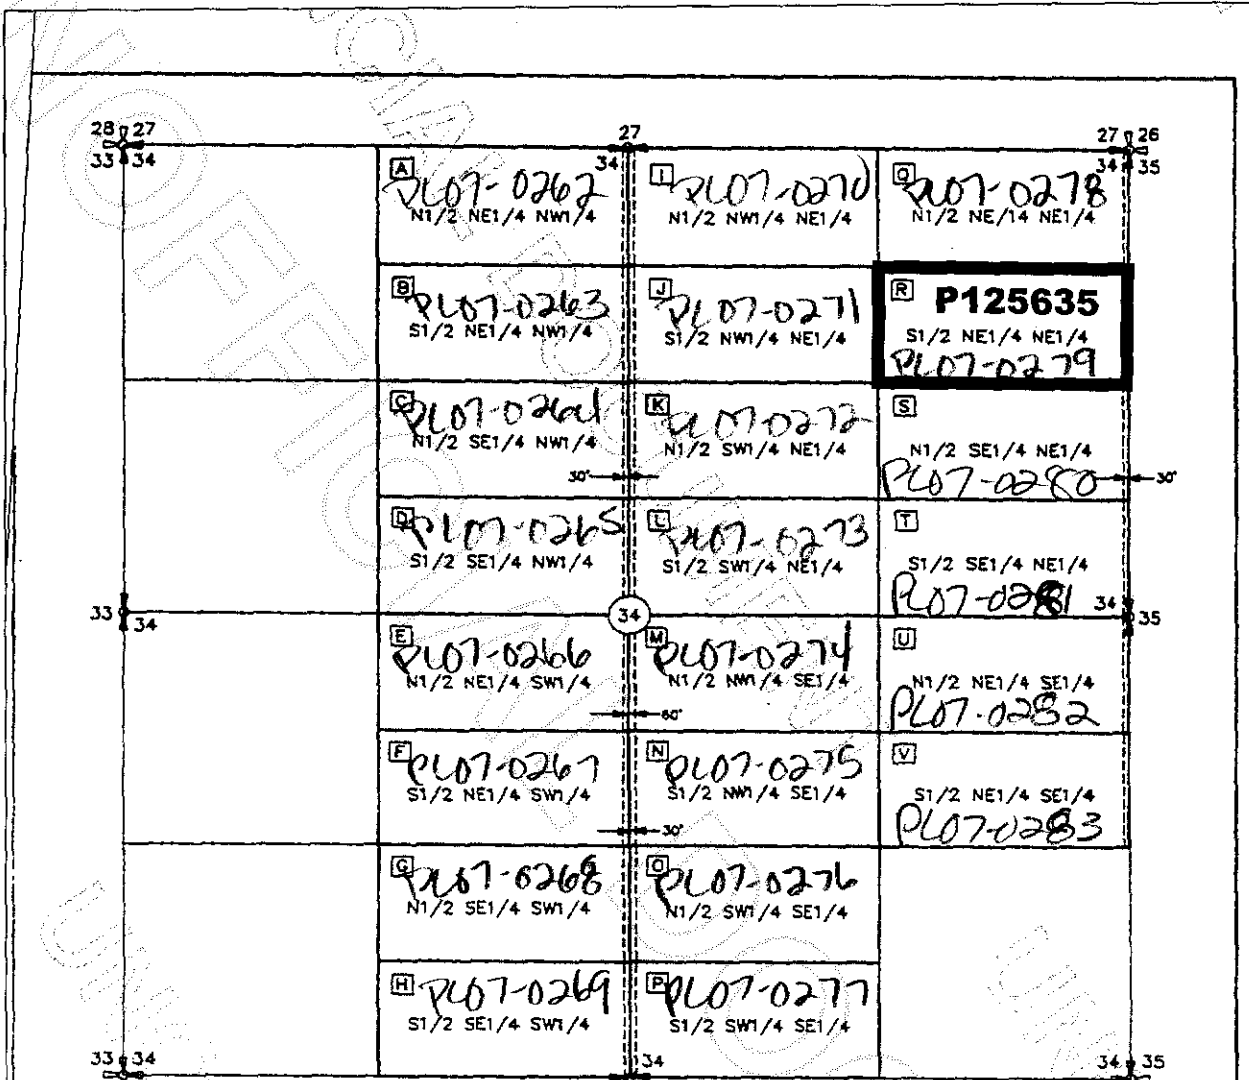 28 27
27
27 26
33 34
34
34 35
A
PL07-0262
N1/2 NE1/4 NW1/4
I
PL07-0270
N1/2 NW1/4 NE1/4
Q
PL07-0278
N1/2 NE/14 NE1/4
B
PL07-0263
S1/2 NE1/4 NW1/4
J
PL07-0271
S1/2 NW1/4 NE1/4
R
P125635
S1/2 NE1/4 NE1/4
PL07-0279
C
N1/2 SE1/4 NW1/4
30'
K
PL07-0272
N1/2 SW1/4 NE1/4
S
N1/2 SE1/4 NE1/4
PL07-0280
30'
D
PL07-0265
S1/2 SE1/4 NW1/4
L
PL07-0273
S1/2 SW1/4 NE1/4
T
S1/2 SE1/4 NE1/4
PL07-0281
34
35
33
34
34
E
PL07-0266
N1/2 NE1/4 SW1/4
M
PL07-0274
N1/2 NW1/4 SE1/4
60'
U
N1/2 NE1/4 SE1/4
PL07-0282
F
PL07-0267
S1/2 NE1/4 SW1/4
N
PL07-0275
S1/2 NW1/4 SE1/4
30'
V
S1/2 NE1/4 SE1/4
PL07-0283
G
PL07-0268
N1/2 SE1/4 SW1/4
O
PL07-0276
N1/2 SW1/4 SE1/4
H
PL07-0269
S1/2 SE1/4 SW1/4
P
PL07-0277
S1/2 SW1/4 SE1/4
33 34
34
34 35